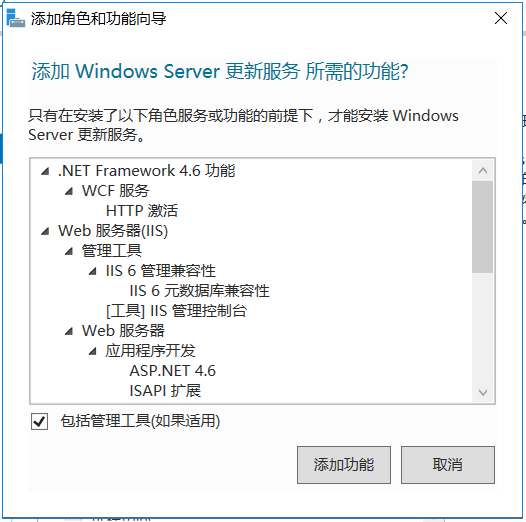 添加角色和功能向导
添加 Windows Server 更新服务 所需的功能?
只有在安装了以下角色服务或功能的前提下，才能安装 Windows
Server 更新服务。
.NET Framework 4.6 功能
WCF 服务
HTTP 激活
Web 服务器(IIS)
管理工具
IIS 6 管理兼容性
IIS 6 元数据库兼容性
[工具] IIS 管理控制台
Web 服务器
应用程序开发
ASP.NET 4.6
ISAPI 扩展
包括管理工具(如果适用)
添加功能
取消